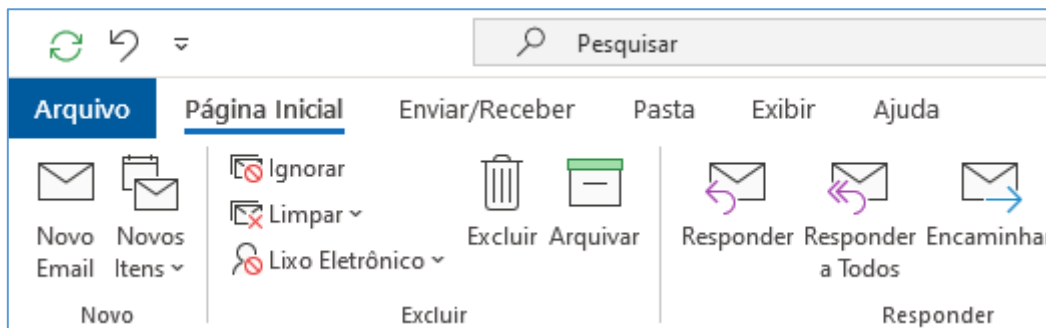 Pesquisar
Arquivo Página Inicial Enviar/Receber Pasta Exibir Ajuda
Novo Email
Novos Itens
Ignorar
Limpar
Lixo Eletrônico
Excluir
Arquivar
Responder
Responder a Todos
Encaminha
Novo
Excluir
Responder